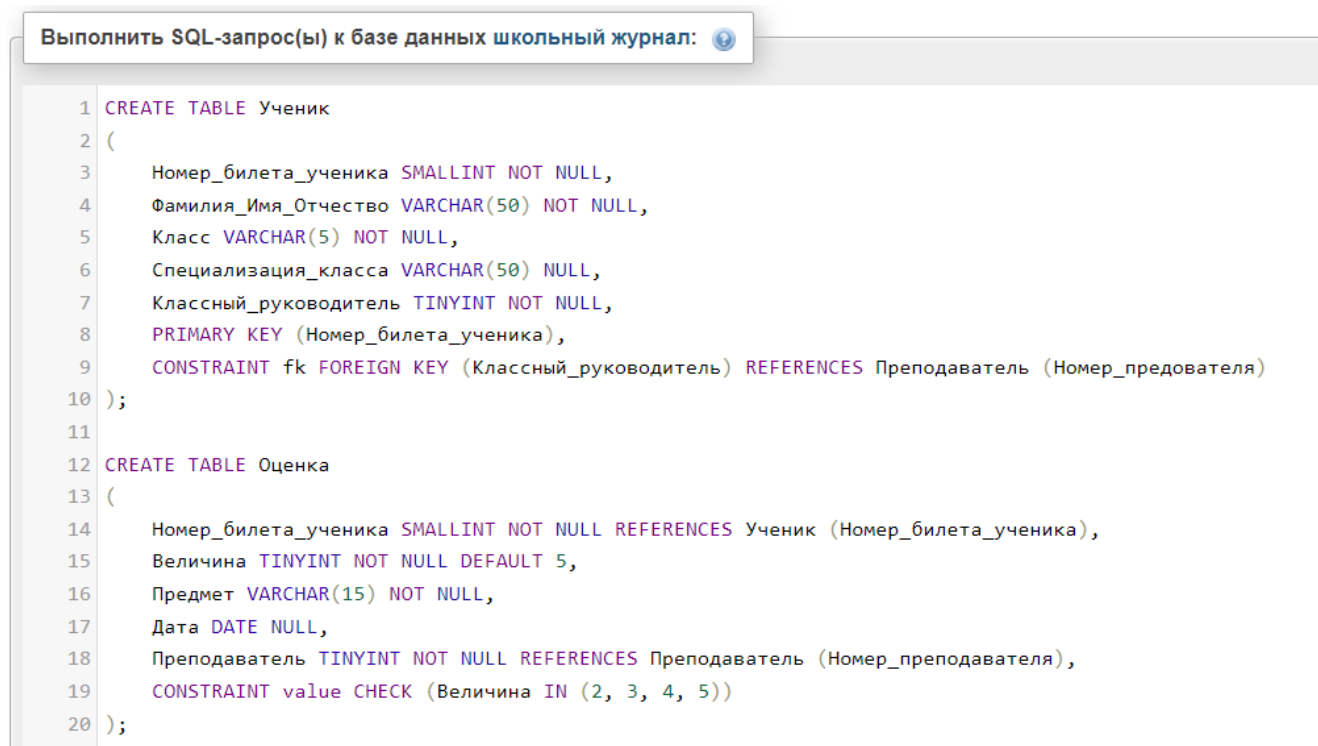 Выполнить SQL-запрос(ы) к базе данных школьный журнал:
1 CREATE TABLE Ученик
2 (
3 Номер_билета_ученика SMALLINT NOT NULL,
4 Фамилия_Имя_Отчество VARCHAR(50) NOT NULL,
5 Класс VARCHAR(5) NOT NULL,
6 Специализация_класса VARCHAR(50) NULL,
7 Классный_руководитель TINYINT NOT NULL,
8 PRIMARY KEY (Номер_билета_ученика),
9 CONSTRAINT fk FOREIGN KEY (Классный_руководитель) REFERENCES Преподаватель (Номер_предователя)
10 );
11
12 CREATE TABLE Оценка
13 (
14 Номер_билета_ученика SMALLINT NOT NULL REFERENCES Ученик (Номер_билета_ученика),
15 Величина TINYINT NOT NULL DEFAULT 5,
16 Предмет VARCHAR(15) NOT NULL,
17 Дата DATE NULL,
18 Преподаватель TINYINT NOT NULL REFERENCES Преподаватель (Номер_преподавателя),
19 CONSTRAINT value CHECK (Величина IN (2, 3, 4, 5))
20 );